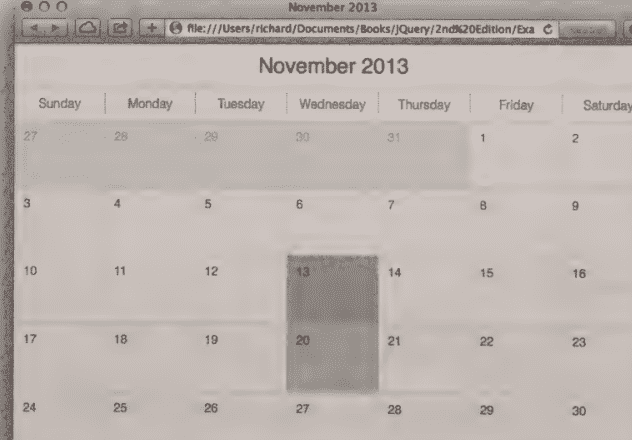 November 2013
file:///Users/richard/Documents/Books/jQuery/2nd%20Edition/Exa
November 2013
Sunday Monday Tuesday Wednesday Thursday Friday Saturday
27 28 29 30 31 1 2
3 4 5 6 7 8 9
10 11 12 13 14 15 16
17 18 19 20 21 22 23
24 25 26 27 28 29 30